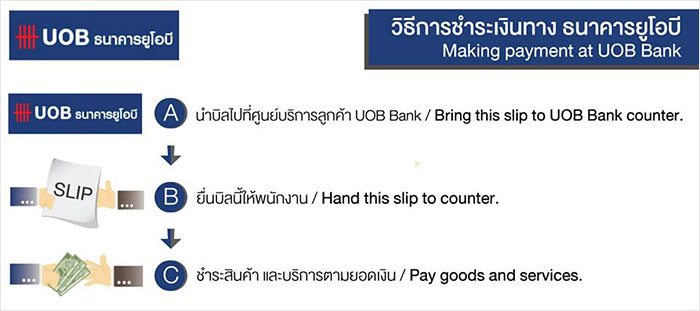 UOB ธนาคารยูโอบี
วิธีการชำระเงินทาง ธนาคารยูโอบี
Making payment at UOB Bank
UOB ธนาคารยูโอบี
A นำบิลไปที่ศูนย์บริการลูกค้า UOB Bank / Bring this slip to UOB Bank counter.
SLIP
B ยื่นบิลนี้ให้พนักงาน / Hand this slip to counter.
C ชำระสินค้า และบริการตามยอดเงิน / Pay goods and services.